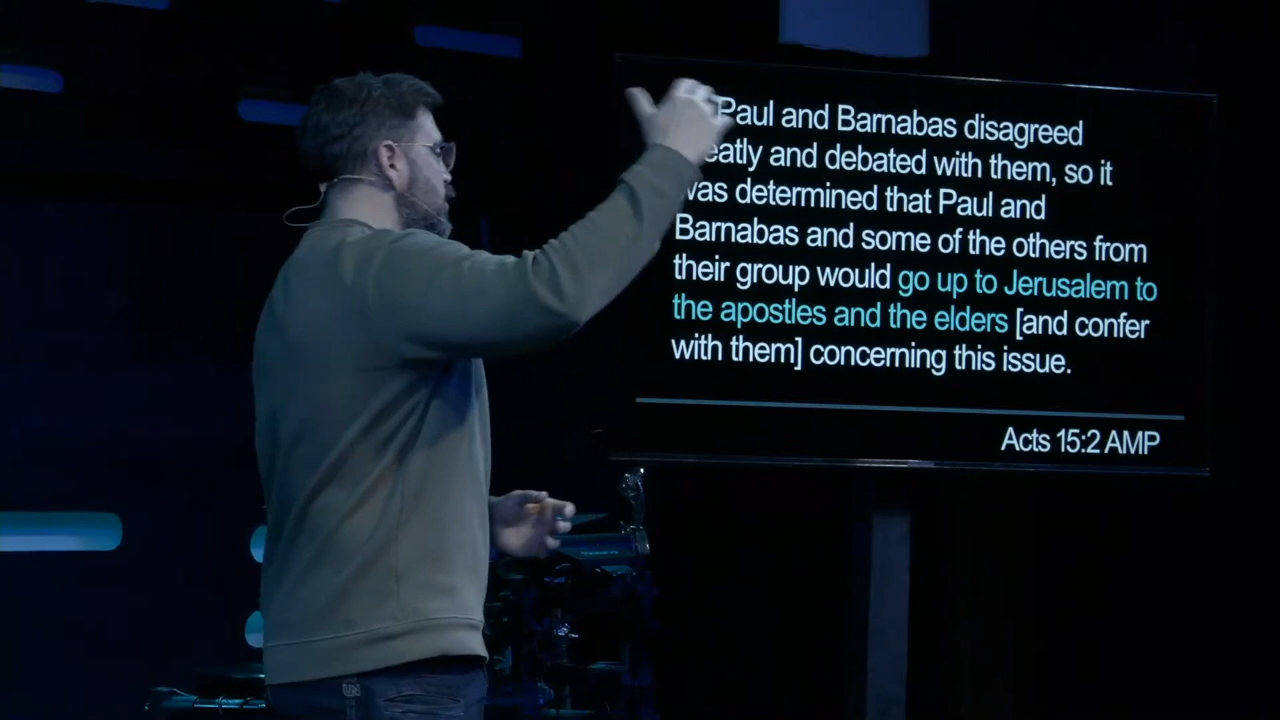 Paul and Barnabas disagreed
eatly and debated with them, so it
was determined that Paul and
Barnabas and some of the others from
their group would go up to Jerusalem to
the apostles and the elders [and confer
with them] concerning this issue.
Acts 15:2 AMP